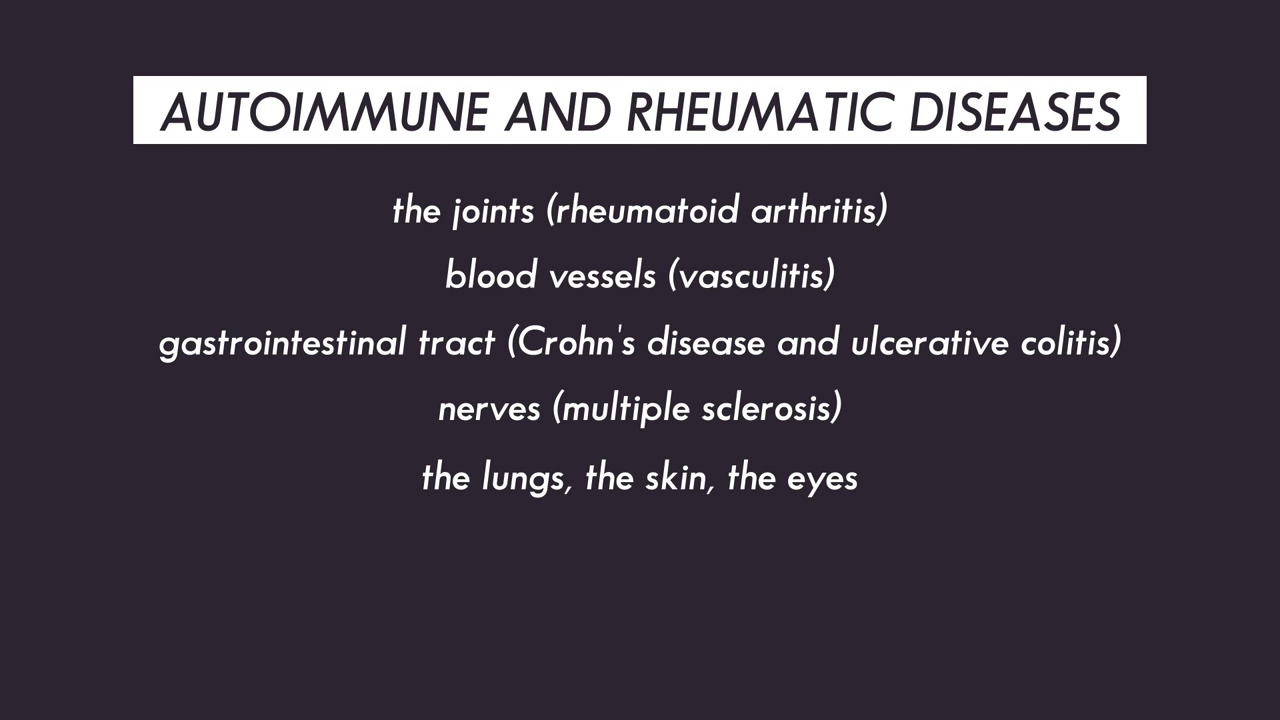 AUTOIMMUNE AND RHEUMATIC DISEASES
the joints (rheumatoid arthritis)
blood vessels (vasculitis)
gastrointestinal tract (Crohn's disease and ulcerative colitis)
nerves (multiple sclerosis)
the lungs, the skin, the eyes